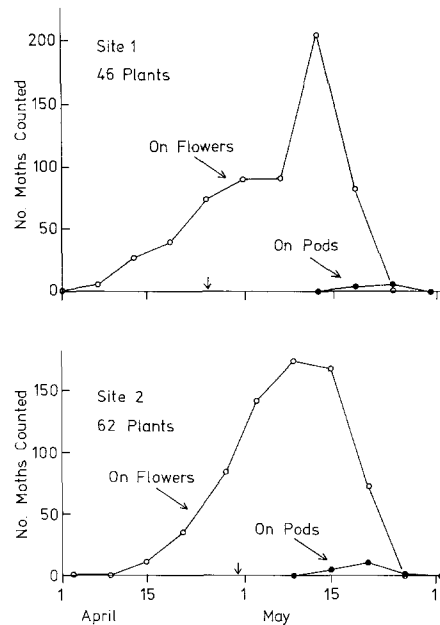 No. Moths Counted
200
150
100
50
0
Site 1
46 Plants
On Flowers
On Pods
No. Moths Counted
150
100
50
0
Site 2
62 Plants
On Flowers
On Pods
1 15 1 15 1
April May